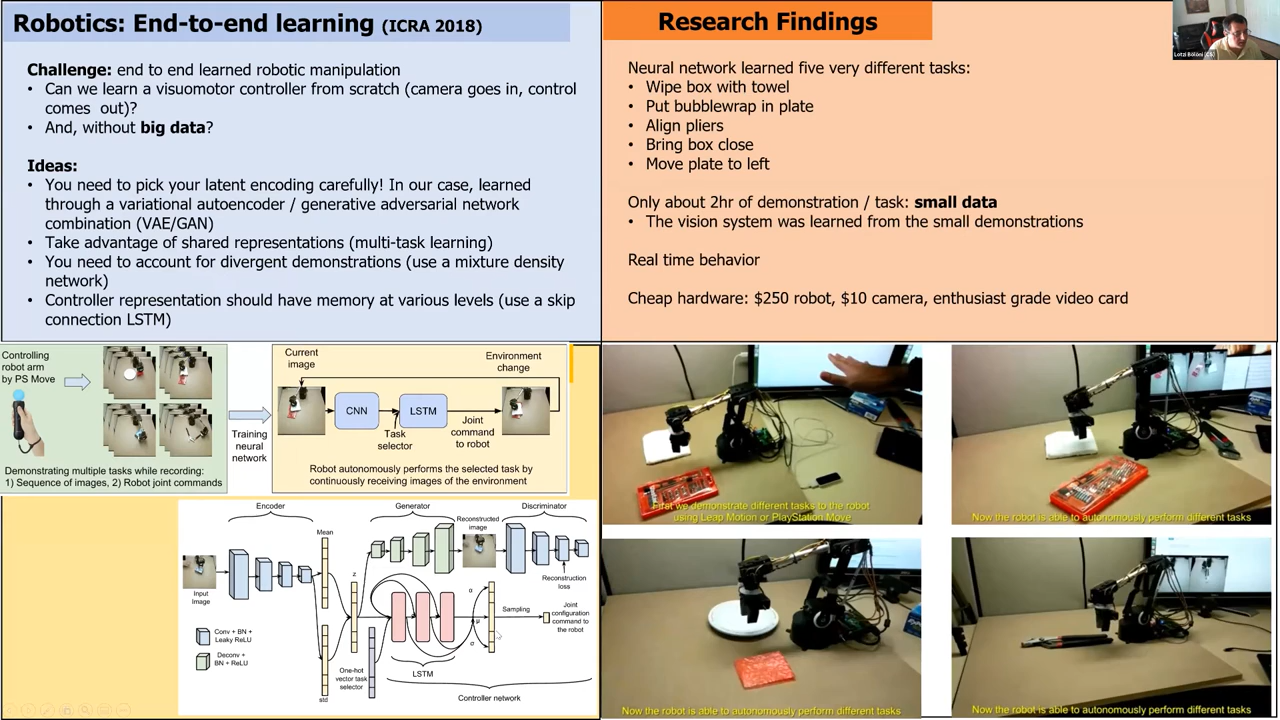 Robotics: End-to-end learning (ICRA 2018)
Challenge: end to end learned robotic manipulation
• Can we learn a visuomotor controller from scratch (camera goes in, control
comes out)?
• And, without big data?
Ideas:
• You need to pick your latent encoding carefully! In our case, learned
through a variational autoencoder / generative adversarial network
combination (VAE/GAN)
• Take advantage of shared representations (multi-task learning)
• You need to account for divergent demonstrations (use a mixture density
network)
• Controller representation should have memory at various levels (use a skip
connection LSTM)
Research Findings
Lotzi Bölöni (CS)
Neural network learned five very different tasks:
• Wipe box with towel
• Put bubblewrap in plate
• Align pliers
• Bring box close
• Move plate to left
Only about 2hr of demonstration / task: small data
• The vision system was learned from the small demonstrations
Real time behavior
Cheap hardware: $250 robot, $10 camera, enthusiast grade video card
Controlling
robot arm
by PS Move
Demonstrating multiple tasks while recording:
1) Sequence of images, 2) Robot joint commands
Training
neural
network
Current
image
Environment
change
CNN
LSTM
Task
selector
Joint
command
to robot
Robot autonomously performs the selected task by
continuously receiving images of the environment
Encoder
Generator
Discriminator
Mean
Reconstructed
image
Input
Image
z
Reconstruction
loss
α
μ
σ
Sampling
Joint
configuration
command to
the robot
Conv + BN +
Leaky ReLU
Deconv +
BN + ReLU
One-hot
vector task
selector
LSTM
std
Controller network
First we demonstrate different tasks to the robot
using Leap Motion or PlayStation Move
Now the robot is able to autonomously perform different tasks
Now the robot is able to autonomously perform different tasks
Now the robot is able to autonomously perform different tasks